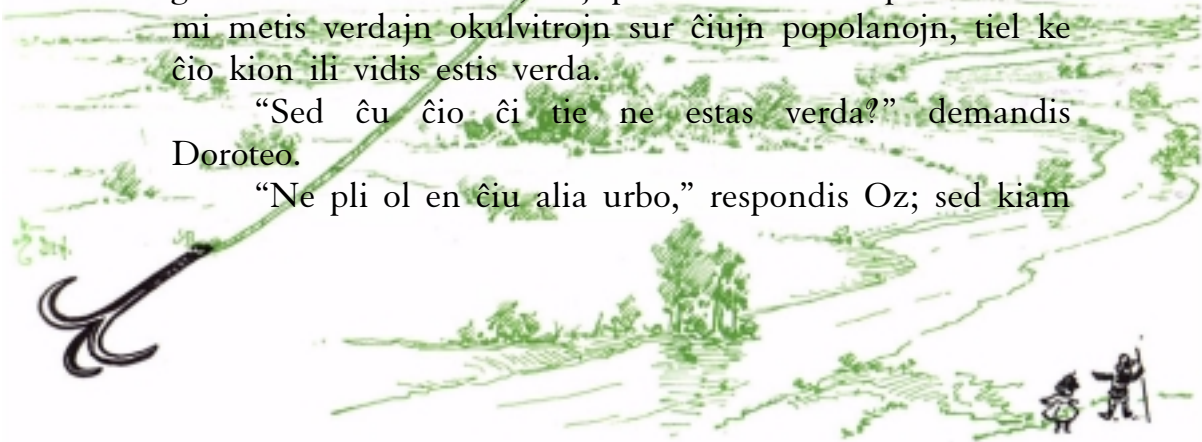 mi metis verdajn okulvitrojn sur ĉiujn popolanojn, tiel ke
ĉio kion ili vidis estis verda.
“Sed ĉu ĉio ĉi tie ne estas verda?” demandis
Doroteo.
“Ne pli ol en ĉiu alia urbo,” respondis Oz; sed kiam